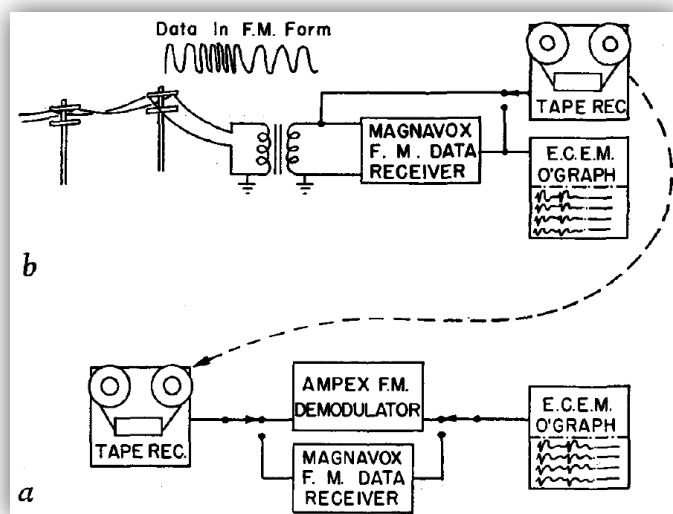 Data In F.M. Form
TAPE REC.
MAGNAVOX
F. M. DATA
RECEIVER
E.C.E.M.
O'GRAPH
b
AMPEX F.M.
DEMODULATOR
E.C.E.M.
O'GRAPH
TAPE REC.
MAGNAVOX
F. M. DATA
RECEIVER
a